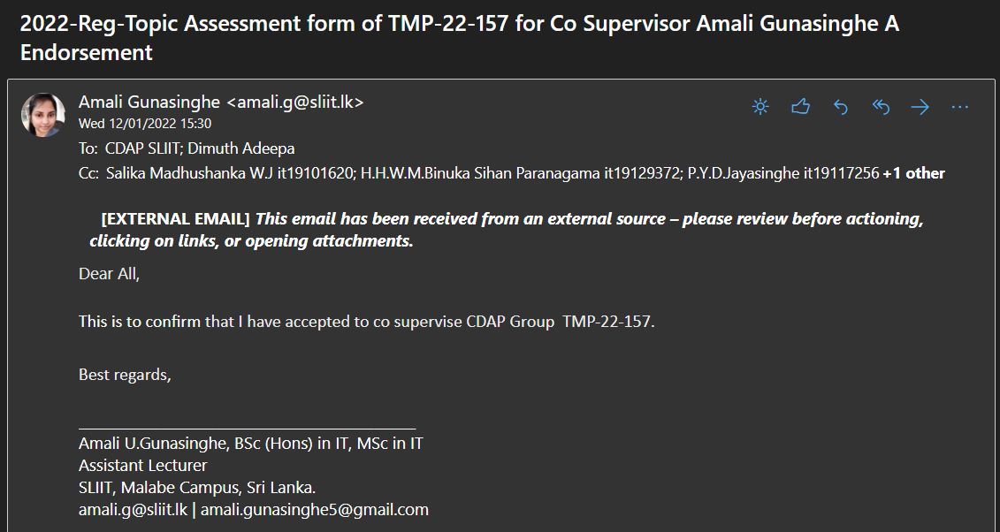 2022-Reg-Topic Assessment form of TMP-22-157 for Co Supervisor Amali Gunasinghe A
Endorsement
Amali Gunasinghe <amali.g@sliit.lk>
Wed 12/01/2022 15:30
To: CDAP SLIIT; Dimuth Adeepa
Cc: Salika Madhushanka W.J it19101620; H.H.W.M.Binuka Sihan Paranagama it19129372; P.Y.D.Jayasinghe it19117256 +1 other
[EXTERNAL EMAIL] This email has been received from an external source – please review before actioning,
clicking on links, or opening attachments.
Dear All,
This is to confirm that I have accepted to co supervise CDAP Group  TMP-22-157.
Best regards,
Amali U.Gunasinghe, BSc (Hons) in IT, MSc in IT
Assistant Lecturer
SLIIT, Malabe Campus, Sri Lanka.
amali.g@sliit.lk | amali.gunasinghe5@gmail.com